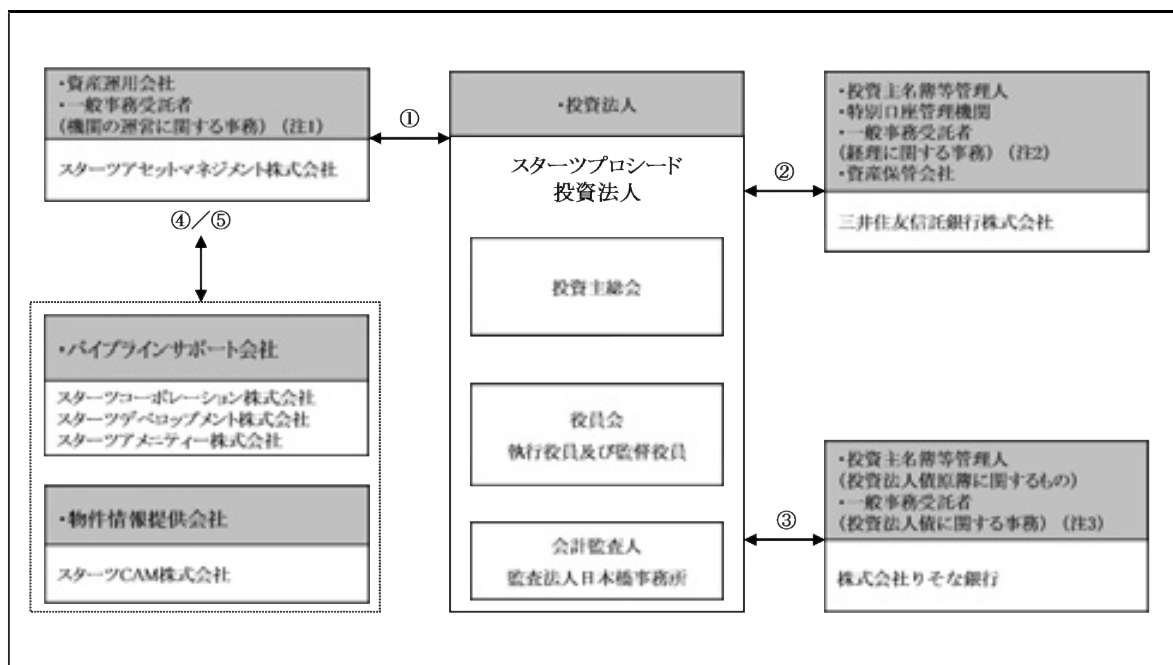 ・資産運用会社
・一般事務受託者
(機関の運営に関する事務) (注1)
スターツアセットマネジメント株式会社
①
④/⑤
・パイプラインサポート会社
スターツコーポレーション株式会社
スターツデベロップメント株式会社
スターツアメニティー株式会社
・物件情報提供会社
スターツCAM株式会社
・投資法人
スターツプロシード
投資法人
投資主総会
役員会
執行役員及び監督役員
会計監査人
監査法人日本橋事務所
②
・投資主名簿等管理人
・特別口座管理機関
・一般事務受託者
(経理に関する事務) (注2)
・資産保管会社
三井住友信託銀行株式会社
③
・投資主名簿等管理人
(投資法人債原簿に関するもの)
・一般事務受託者
(投資法人債に関する事務) (注3)
株式会社りそな銀行